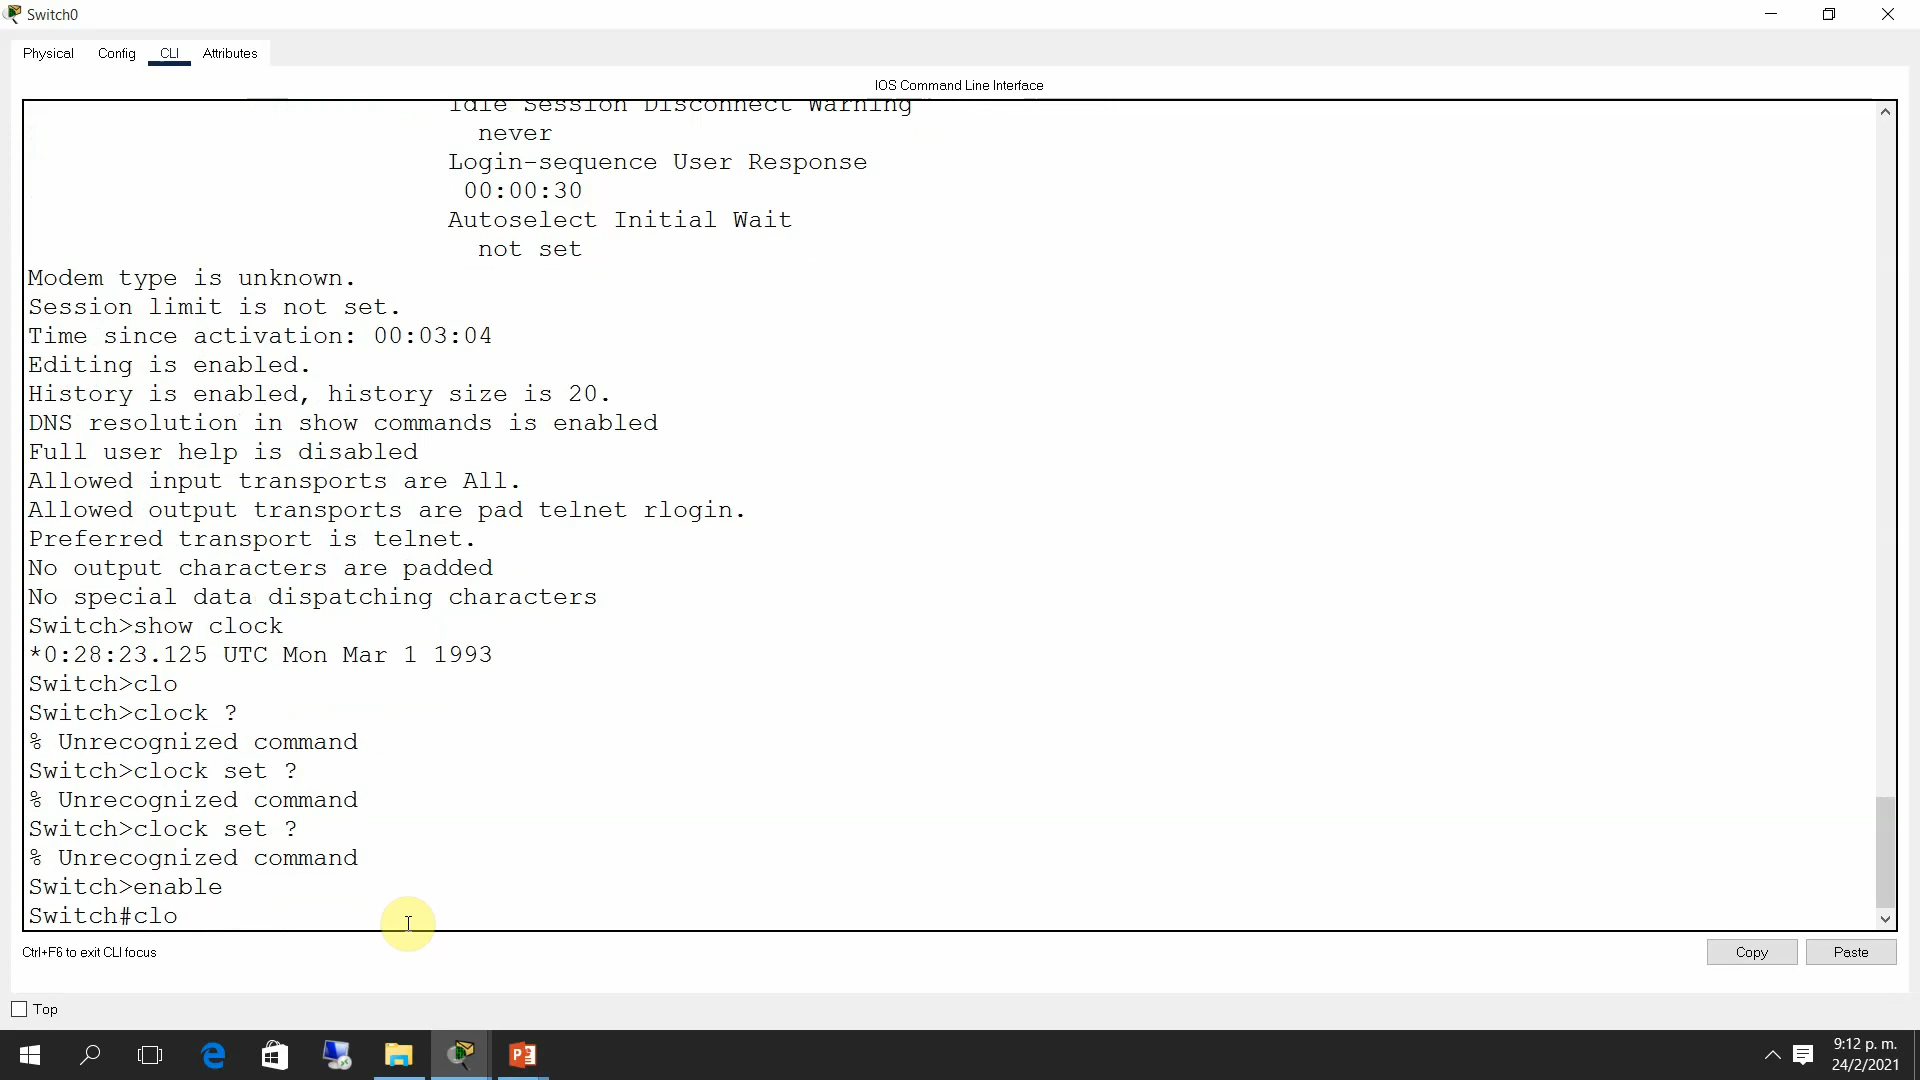 Switch0
Physical Config CLI Attributes
IOS Command Line Interface
Idle Session Disconnect Warning
never
Login-sequence User Response
00:00:30
Autoselect Initial Wait
not set
Modem type is unknown.
Session limit is not set.
Time since activation: 00:03:04
Editing is enabled.
History is enabled, history size is 20.
DNS resolution in show commands is enabled
Full user help is disabled
Allowed input transports are All.
Allowed output transports are pad telnet rlogin.
Preferred transport is telnet.
No output characters are padded
No special data dispatching characters
Switch>show clock
*0:28:23.125 UTC Mon Mar 1 1993
Switch>clo
Switch>clock ?
% Unrecognized command
Switch>clock set ?
% Unrecognized command
Switch>clock set ?
% Unrecognized command
Switch>enable
Switch#clo
Ctrl+F6 to exit CLI focus
Copy Paste
Top
9:12 p. m.
24/2/2021